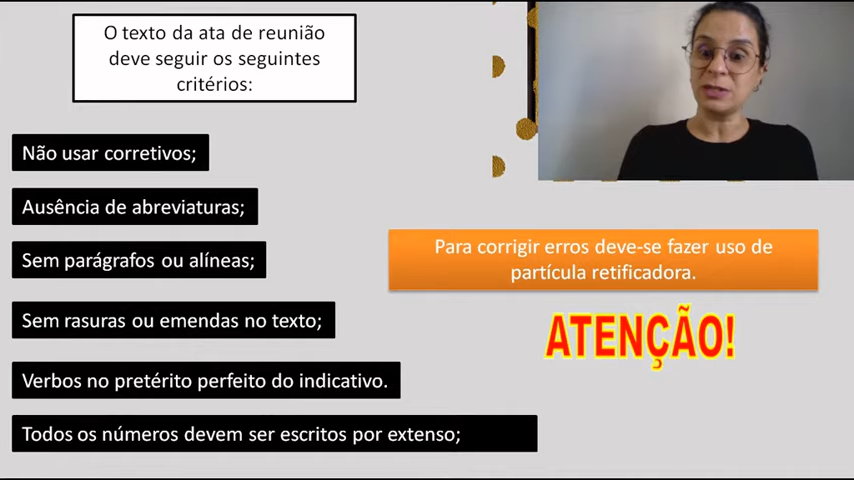 O texto da ata de reunião
deve seguir os seguintes
critérios:
Não usar corretivos;
Ausência de abreviaturas;
Sem parágrafos ou alíneas;
Sem rasuras ou emendas no texto;
Verbos no pretérito perfeito do indicativo.
Todos os números devem ser escritos por extenso;
Para corrigir erros deve-se fazer uso de
partícula retificadora.
ATENÇÃO!